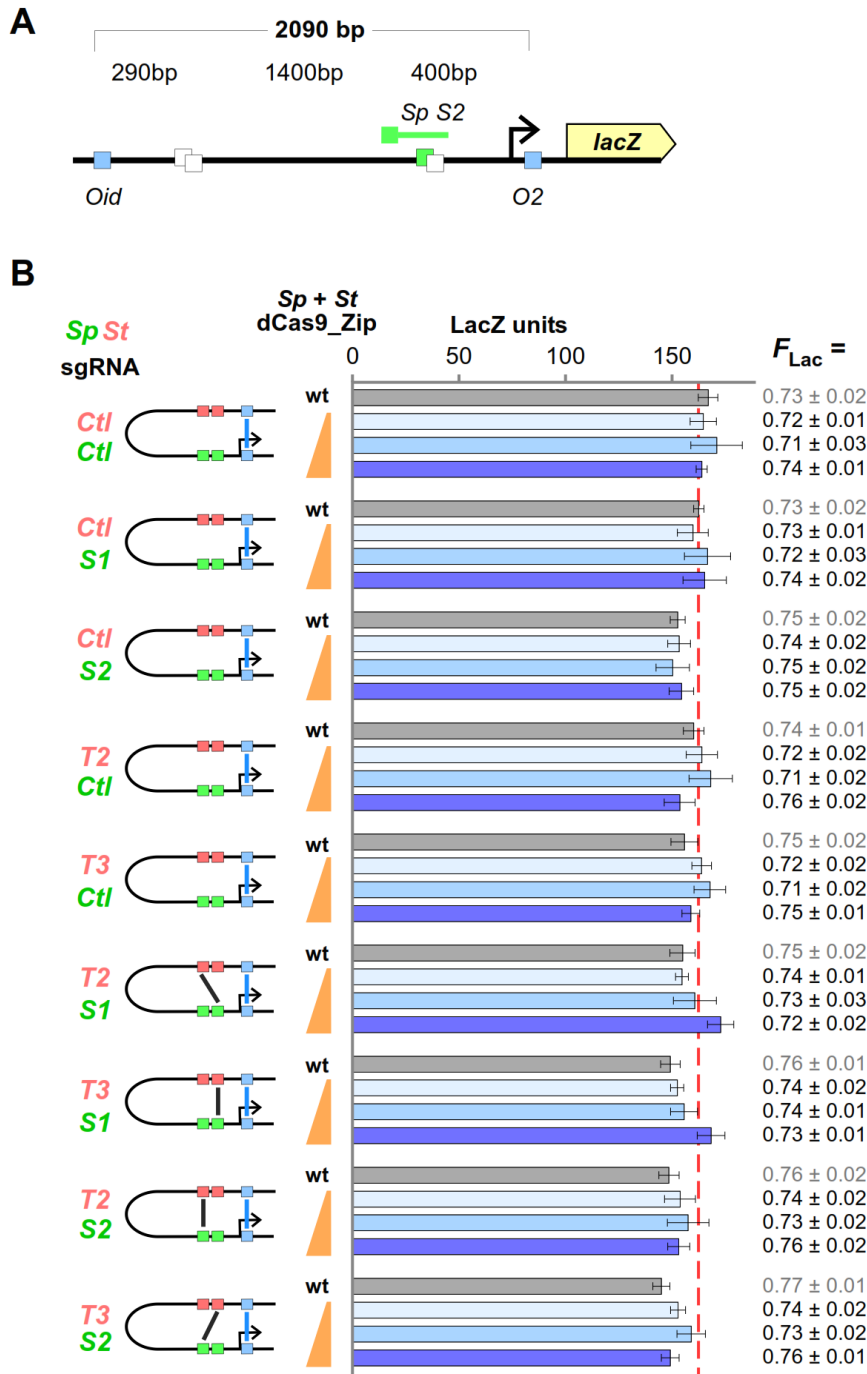 A
2090 bp
290bp 1400bp 400bp
Sp S2
lacZ
Oid O2
B
Sp + St
dCas9_Zip
LacZ units
Sp St
sgRNA
0 50 100 150
FLac =
wt 0.73 ± 0.02
Ctl 0.72 ± 0.01
Ctl 0.71 ± 0.03
0.74 ± 0.01
wt 0.73 ± 0.02
Ctl 0.73 ± 0.01
S1 0.72 ± 0.03
0.74 ± 0.02
wt 0.75 ± 0.02
Ctl 0.74 ± 0.02
S2 0.75 ± 0.02
0.75 ± 0.02
wt 0.74 ± 0.01
T2 0.72 ± 0.02
Ctl 0.71 ± 0.02
0.76 ± 0.02
wt 0.75 ± 0.02
T3 0.72 ± 0.02
Ctl 0.71 ± 0.02
0.75 ± 0.01
wt 0.75 ± 0.02
T2 0.74 ± 0.01
S1 0.73 ± 0.03
0.72 ± 0.02
wt 0.76 ± 0.01
T3 0.74 ± 0.02
S1 0.74 ± 0.01
0.73 ± 0.01
wt 0.76 ± 0.02
T2 0.74 ± 0.02
S2 0.73 ± 0.02
0.76 ± 0.02
wt 0.77 ± 0.01
T3 0.74 ± 0.02
S2 0.73 ± 0.02
0.76 ± 0.01